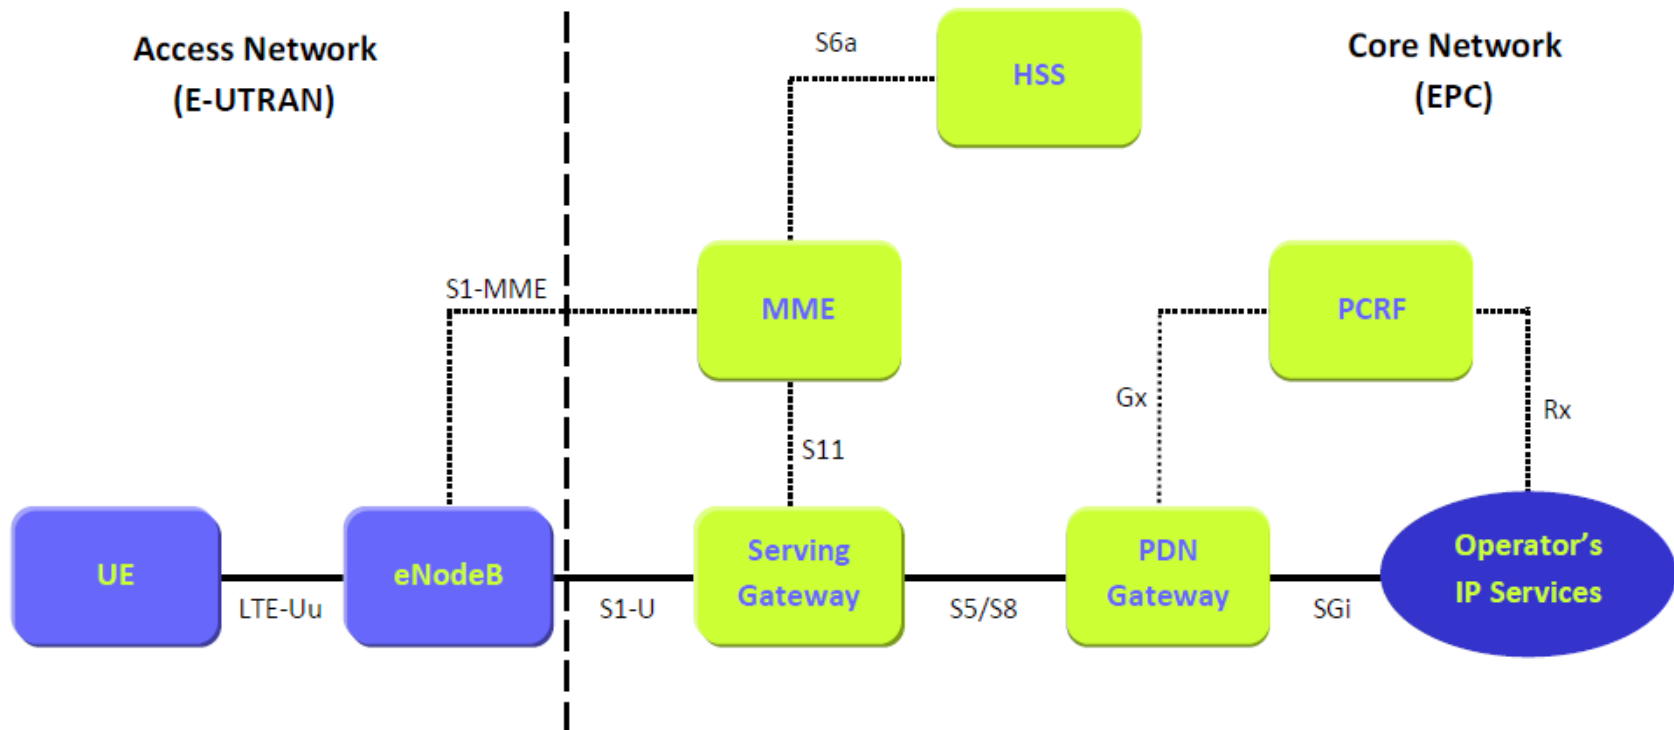 Access Network
(E-UTRAN)
S6a
HSS
Core Network
(EPC)
S1-MME
MME
PCRF
Gx
Rx
S11
UE
LTE-Uu
eNodeB
S1-U
Serving
Gateway
S5/S8
PDN
Gateway
SGi
Operator's
IP Services